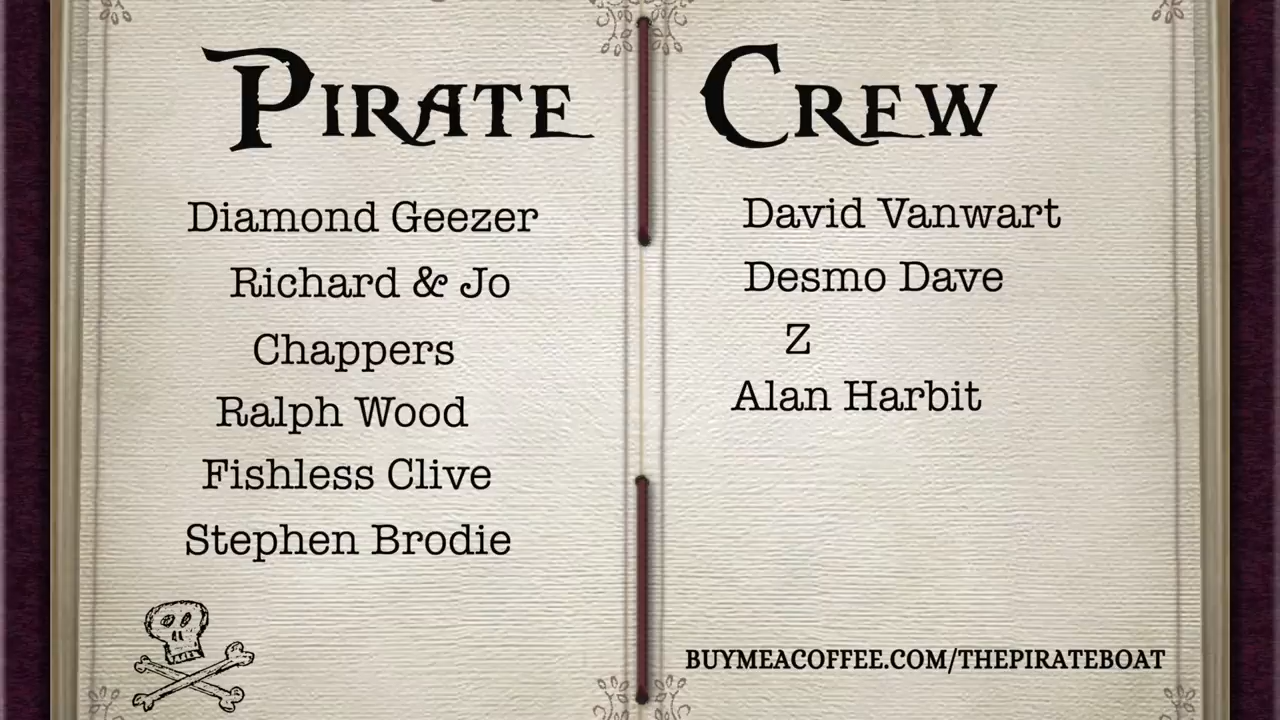 Pirate Crew
Diamond Geezer
Richard & Jo
Chappers
Ralph Wood
Fishless Clive
Stephen Brodie
David Vanwart
Desmo Dave
Z
Alan Harbit
BUYMEACOFFEE.COM/THEPIRATEBOAT